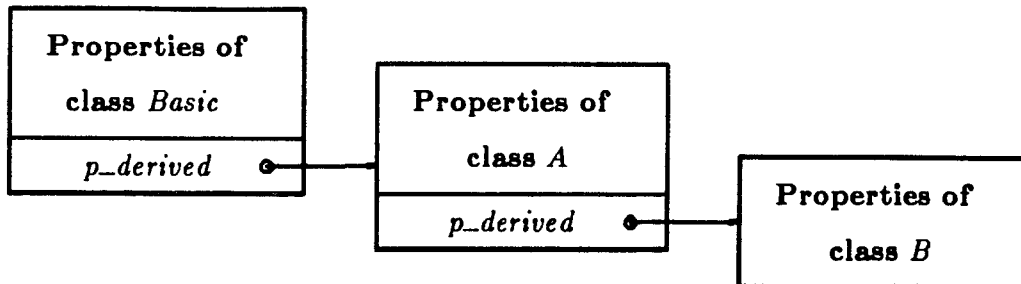 Properties of
class Basic
p_derived
Properties of
class A
p_derived
Properties of
class B